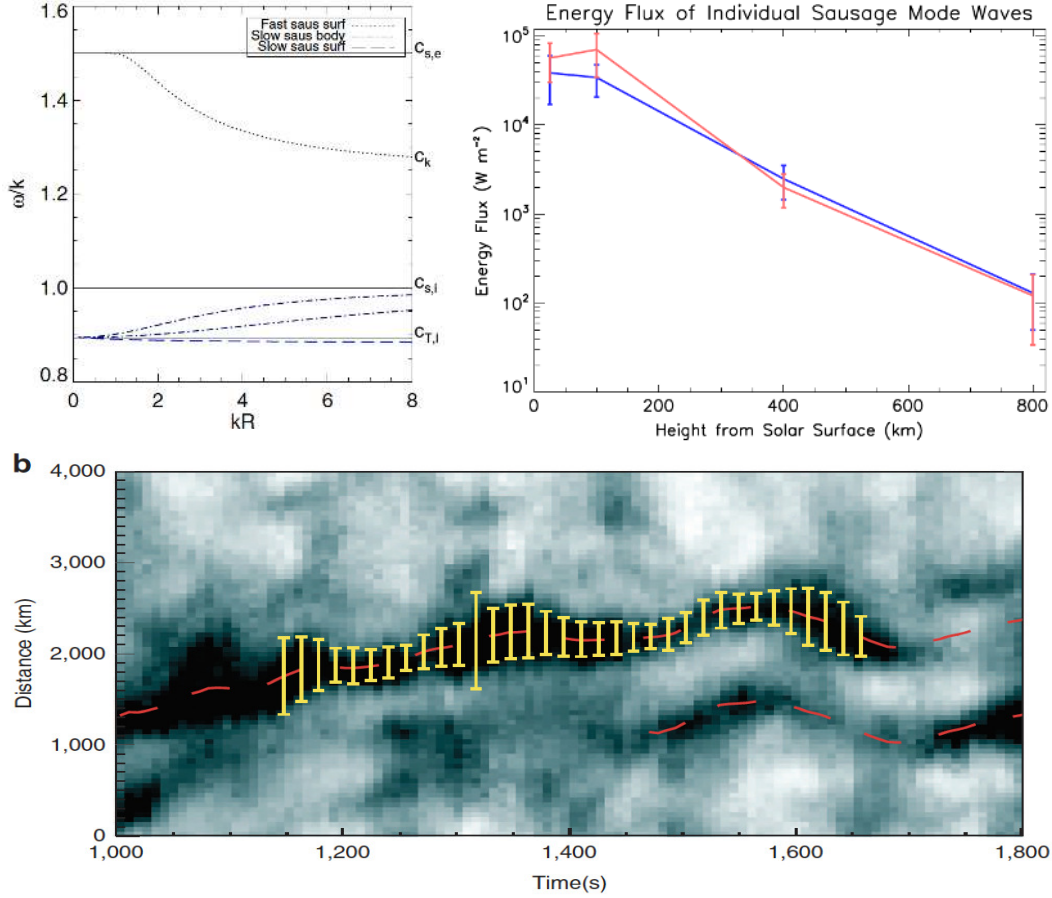 Fast saus surf
Slow saus body
Slow saus surf
1.6
1.4
1.2
1.0
0.8
ω/k
C_s,e
C_k
C_s,i
C_T,i
0 2 4 6 8
kR
Energy Flux of Individual Sausage Mode Waves
10^5
10^4
10^3
10^2
10^1
Energy Flux (W m^-2)
0 200 400 600 800
Height from Solar Surface (km)
b
4,000
3,000
2,000
1,000
0
Distance (km)
1,000 1,200 1,400 1,600 1,800
Time(s)